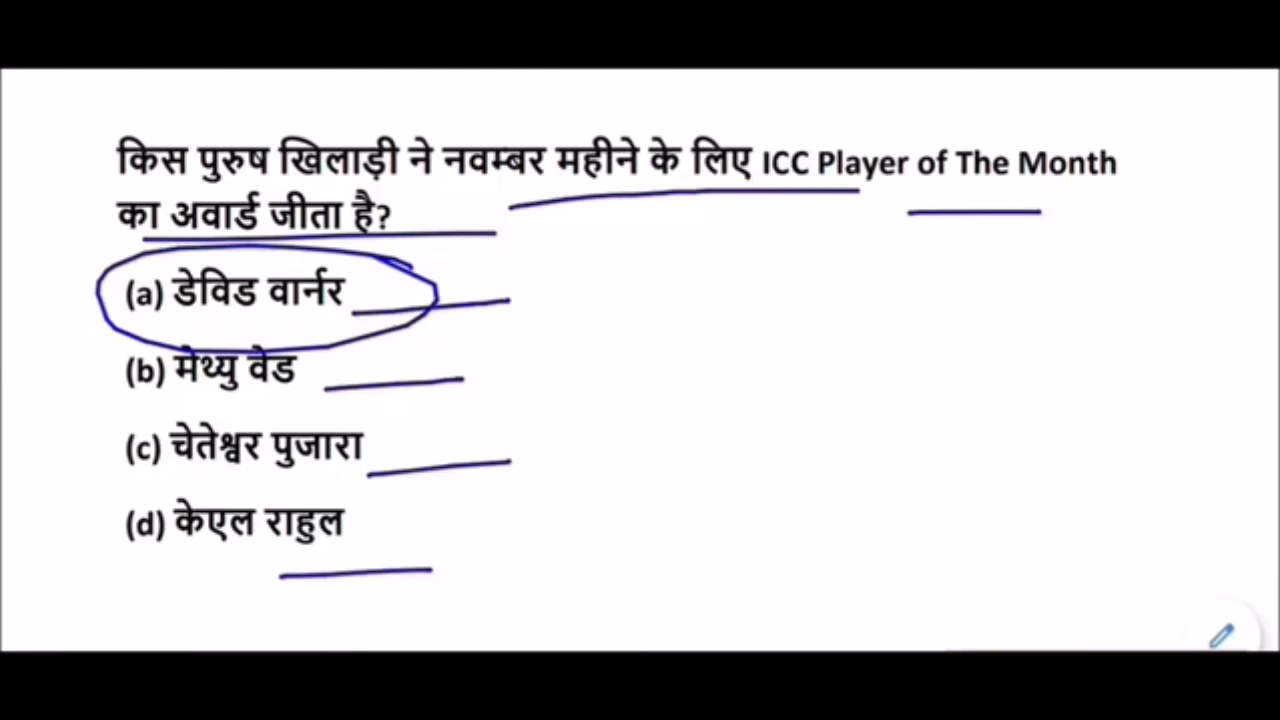 किस पुरुष खिलाड़ी ने नवम्बर महीने के लिए ICC Player of The Month
का अवार्ड जीता है?
(a) डेविड वार्नर
(b) मेथ्यु वेड
(c) चेतेश्वर पुजारा
(d) केएल राहुल